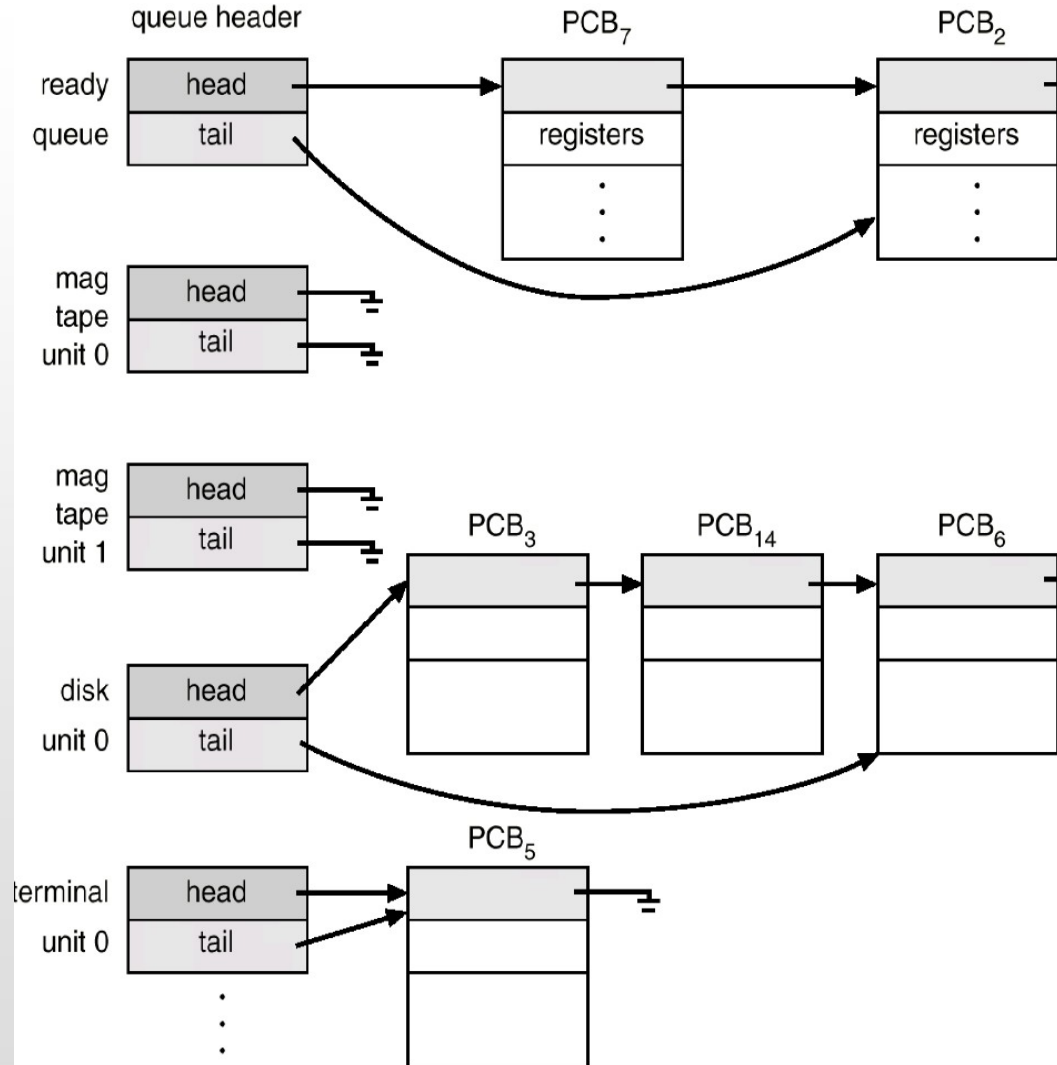 queue header
PCB7
PCB2
ready
queue
head
tail
registers
registers
mag
tape
unit 0
head
tail
mag
tape
unit 1
head
tail
PCB3
PCB14
PCB6
disk
unit 0
head
tail
PCB5
terminal
unit 0
head
tail